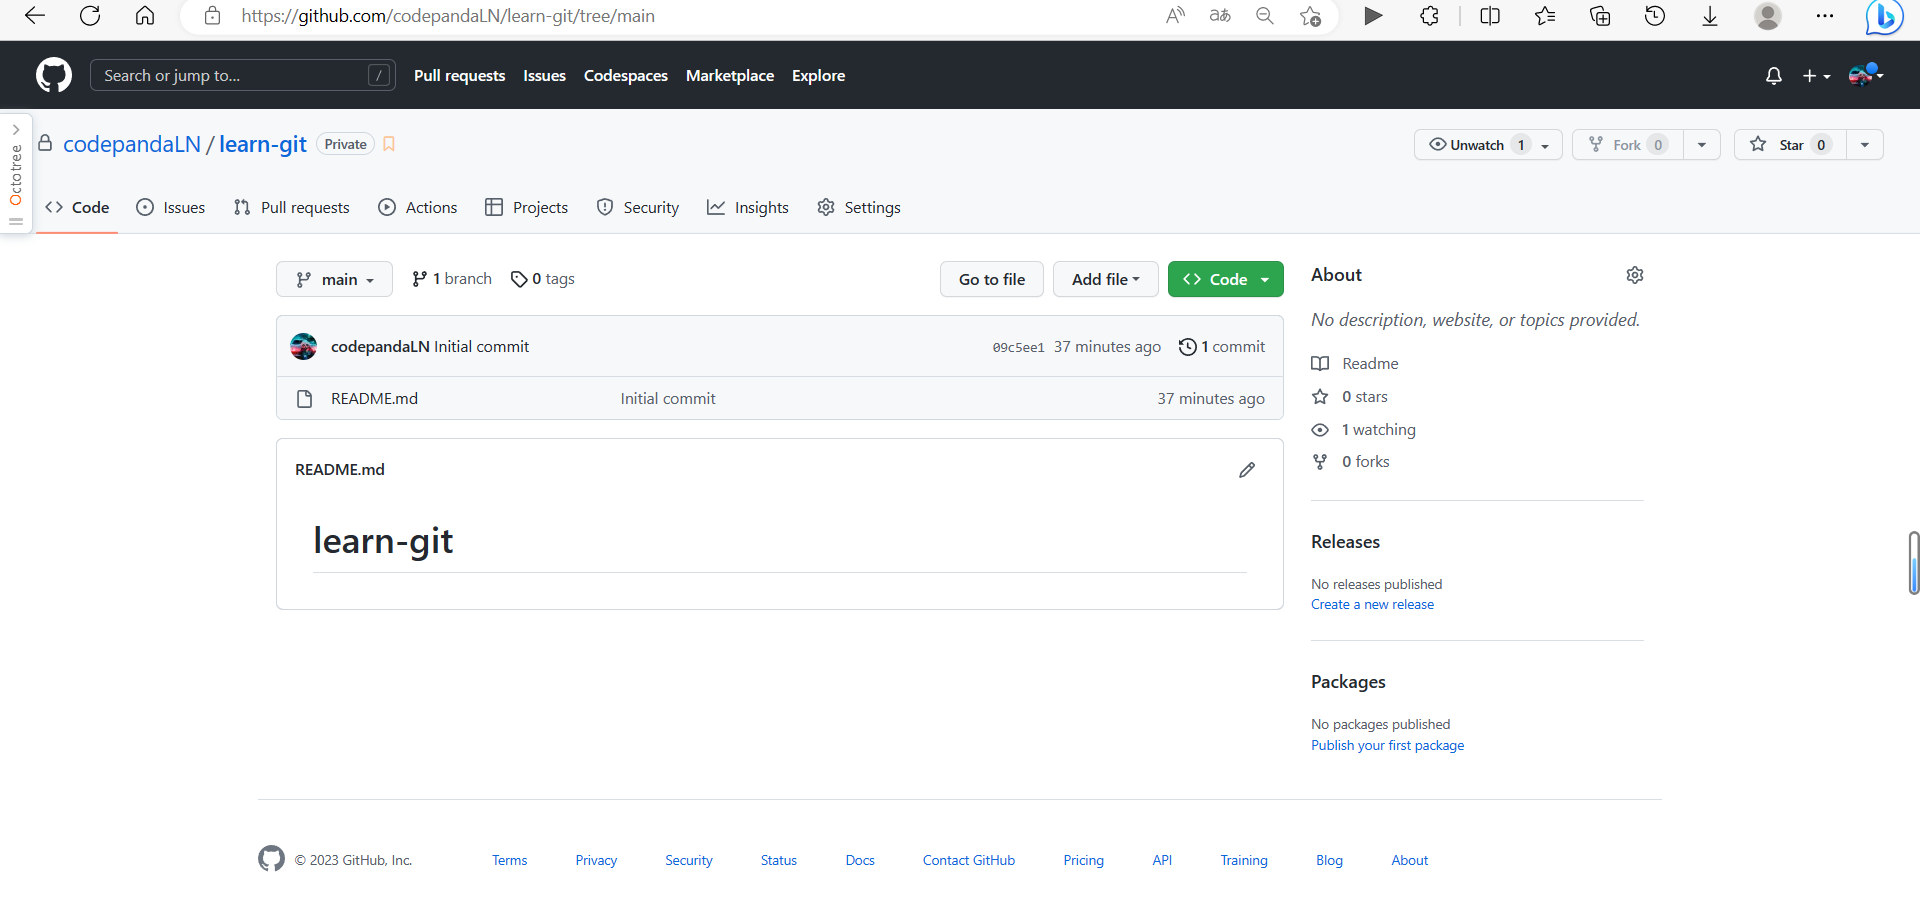 https://github.com/codepandaLN/learn-git/tree/main
Search or jump to... /
Pull requests Issues Codespaces Marketplace Explore
codepandaLN / learn-git Private
Unwatch 1 Fork 0 Star 0
Octotree
Code Issues Pull requests Actions Projects Security Insights Settings
main 1 branch 0 tags Go to file Add file Code
codepandaLN Initial commit 09c5ee1 37 minutes ago 1 commit
README.md Initial commit 37 minutes ago
README.md
learn-git
About
No description, website, or topics provided.
Readme
0 stars
1 watching
0 forks
Releases
No releases published
Create a new release
Packages
No packages published
Publish your first package
© 2023 GitHub, Inc. Terms Privacy Security Status Docs Contact GitHub Pricing API Training Blog About